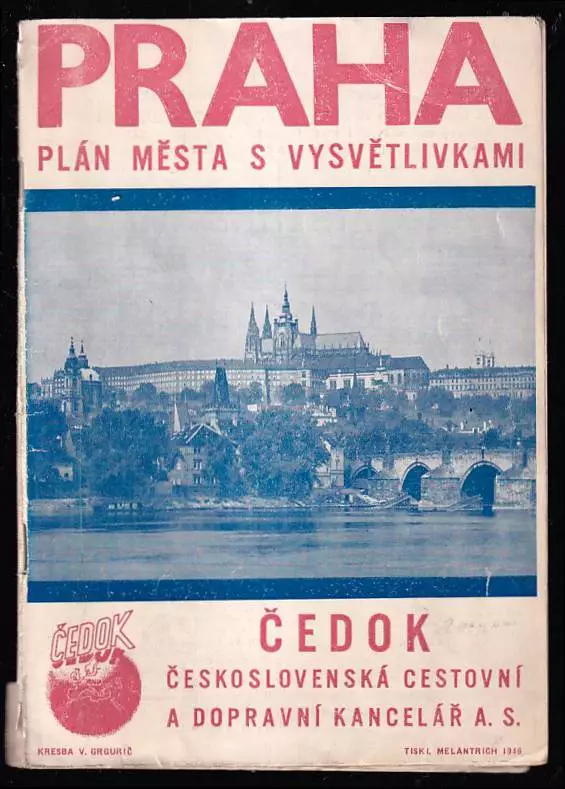 PRAHA
PLÁN MĚSTA S VYSVĚTLIVKAMI
ČEDOK
ČEDOK
ČESKOSLOVENSKÁ CESTOVNÍ
A DOPRAVNÍ KANCELÁŘ A. S.
KRESBA V. GRGURIČ
TISKL MELANTRICH 1946